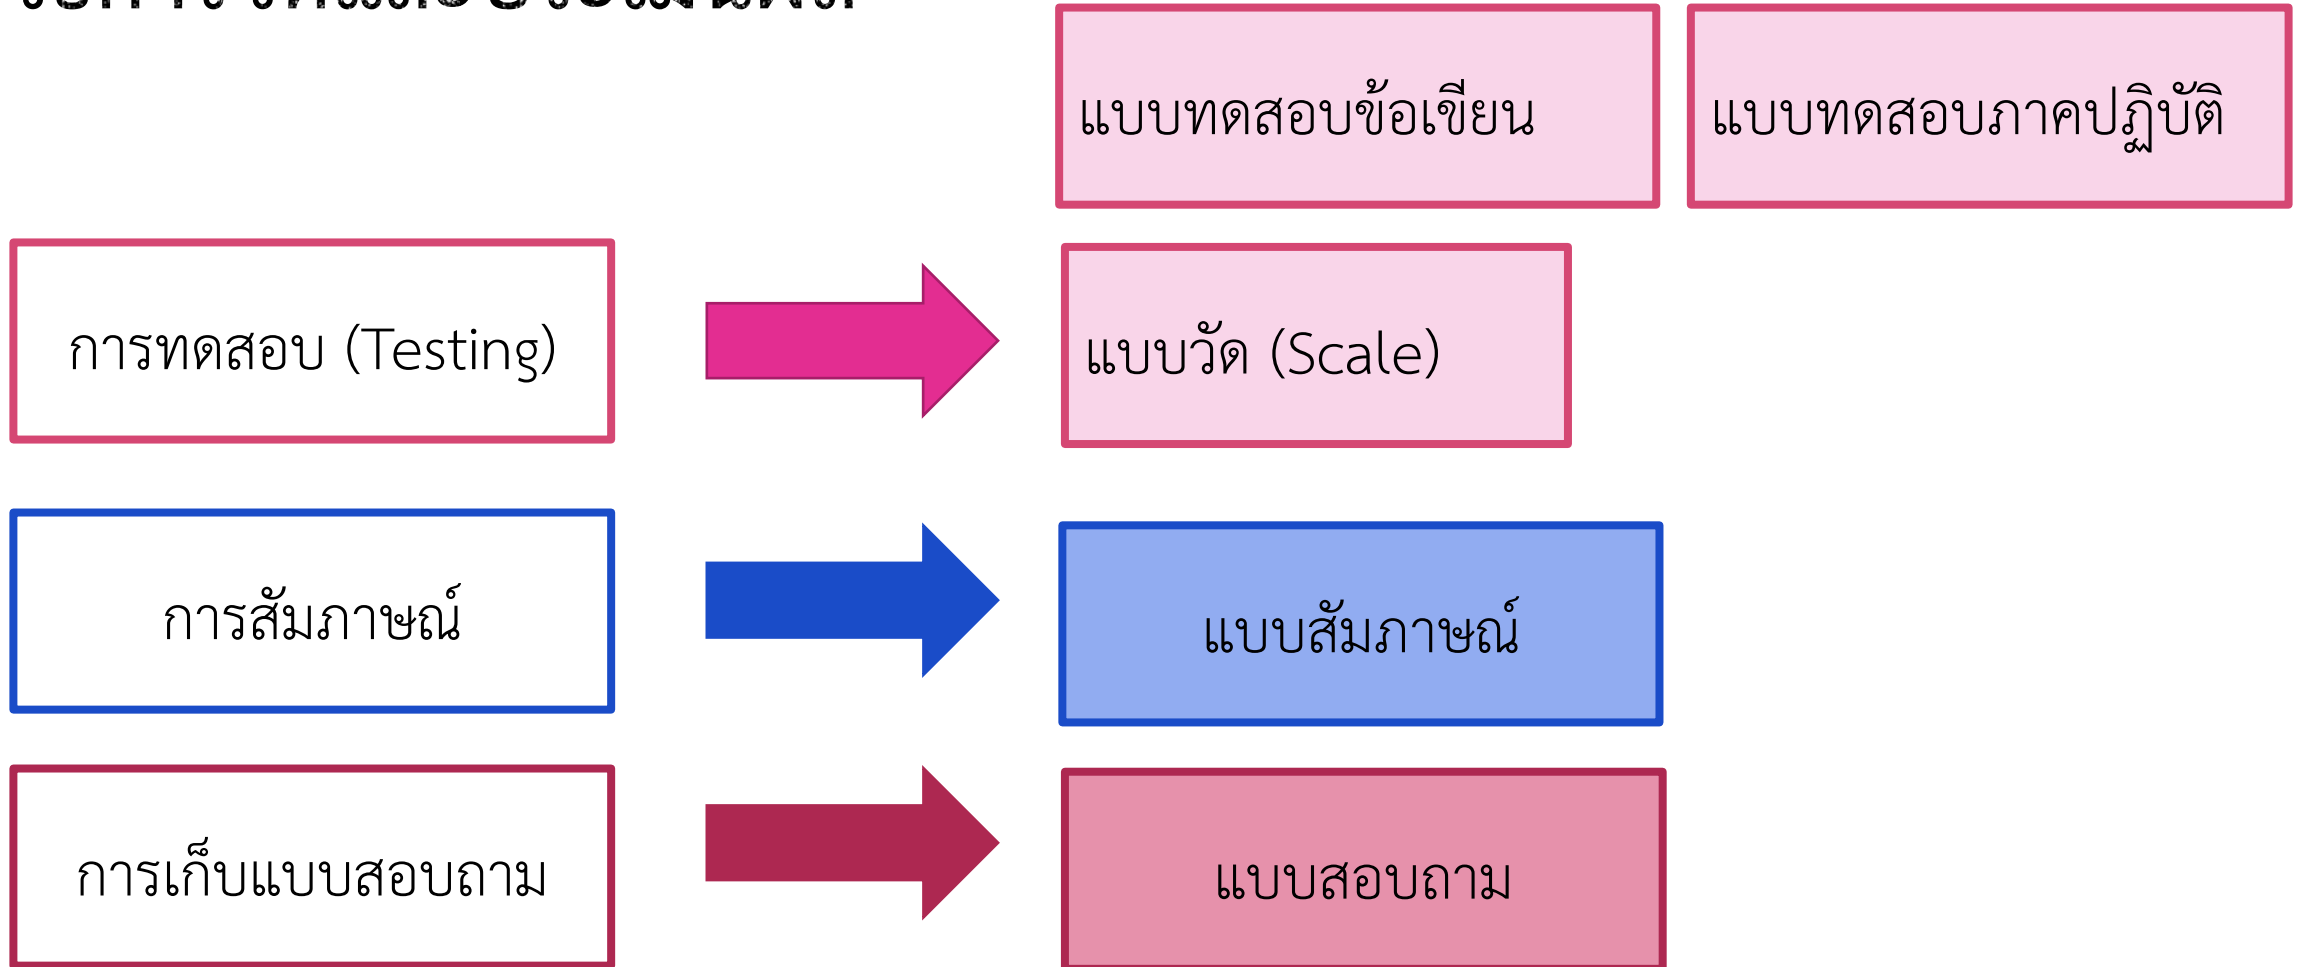 แบบทดสอบข้อเขียน
แบบทดสอบภาคปฏิบัติ
การทดสอบ (Testing)
แบบวัด (Scale)
การสัมภาษณ์
แบบสัมภาษณ์
การเก็บแบบสอบถาม
แบบสอบถาม